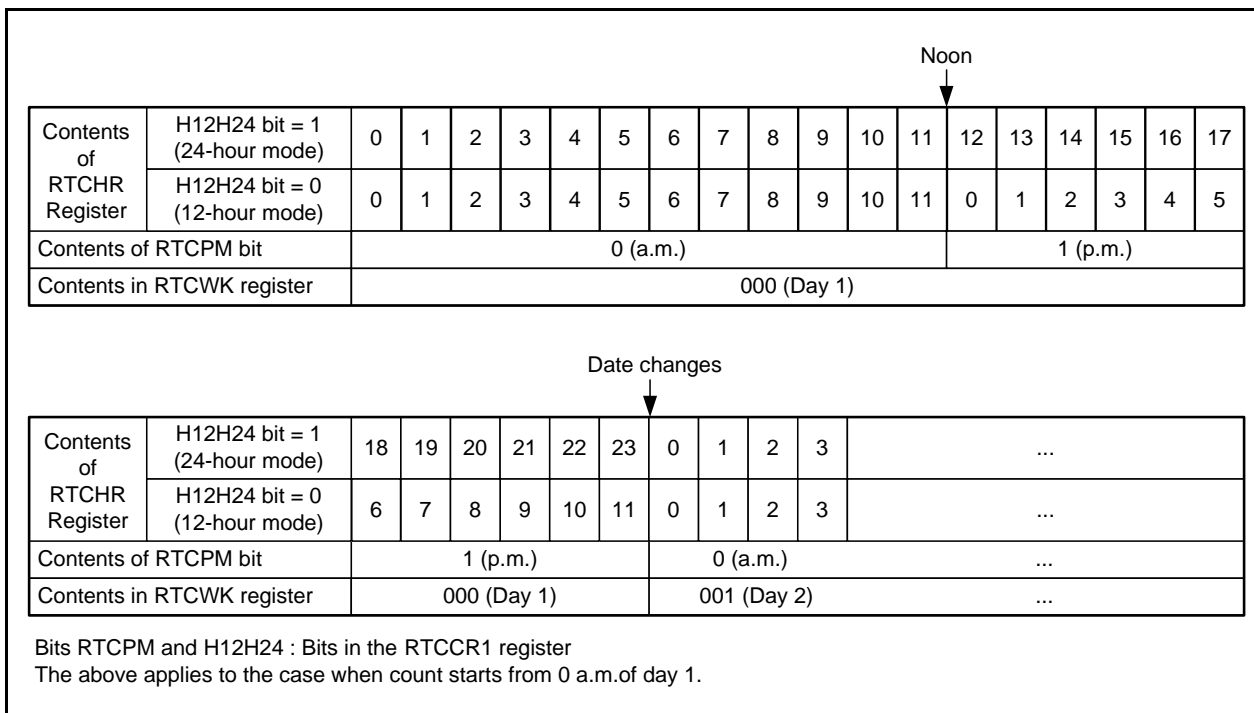 Noon
Contents of RTCHR Register
H12H24 bit = 1 (24-hour mode) 0 1 2 3 4 5 6 7 8 9 10 11 12 13 14 15 16 17
H12H24 bit = 0 (12-hour mode) 0 1 2 3 4 5 6 7 8 9 10 11 0 1 2 3 4 5
Contents of RTCPM bit 0 (a.m.) 1 (p.m.)
Contents in RTCWK register 000 (Day 1)
Date changes
Contents of RTCHR Register
H12H24 bit = 1 (24-hour mode) 18 19 20 21 22 23 0 1 2 3 ...
H12H24 bit = 0 (12-hour mode) 6 7 8 9 10 11 0 1 2 3 ...
Contents of RTCPM bit 1 (p.m.) 0 (a.m.) ...
Contents in RTCWK register 000 (Day 1) 001 (Day 2) ...
Bits RTCPM and H12H24 : Bits in the RTCCR1 register
The above applies to the case when count starts from 0 a.m.of day 1.